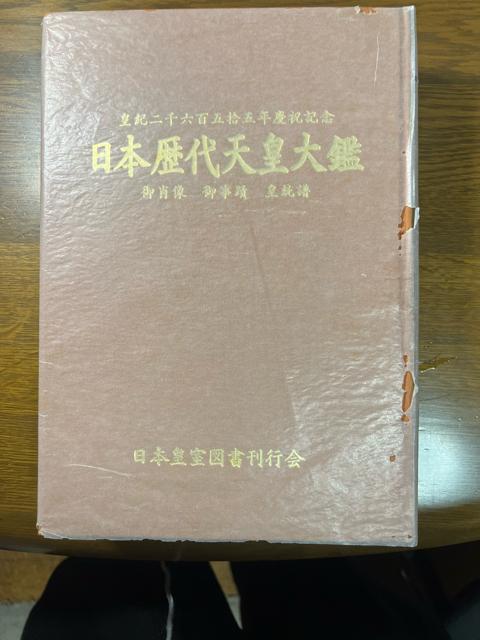 皇紀二千六百五拾五年慶祝記念
日本歴代天皇大鑑
御肖像 御事蹟 皇統譜
日本皇室図書刊行会